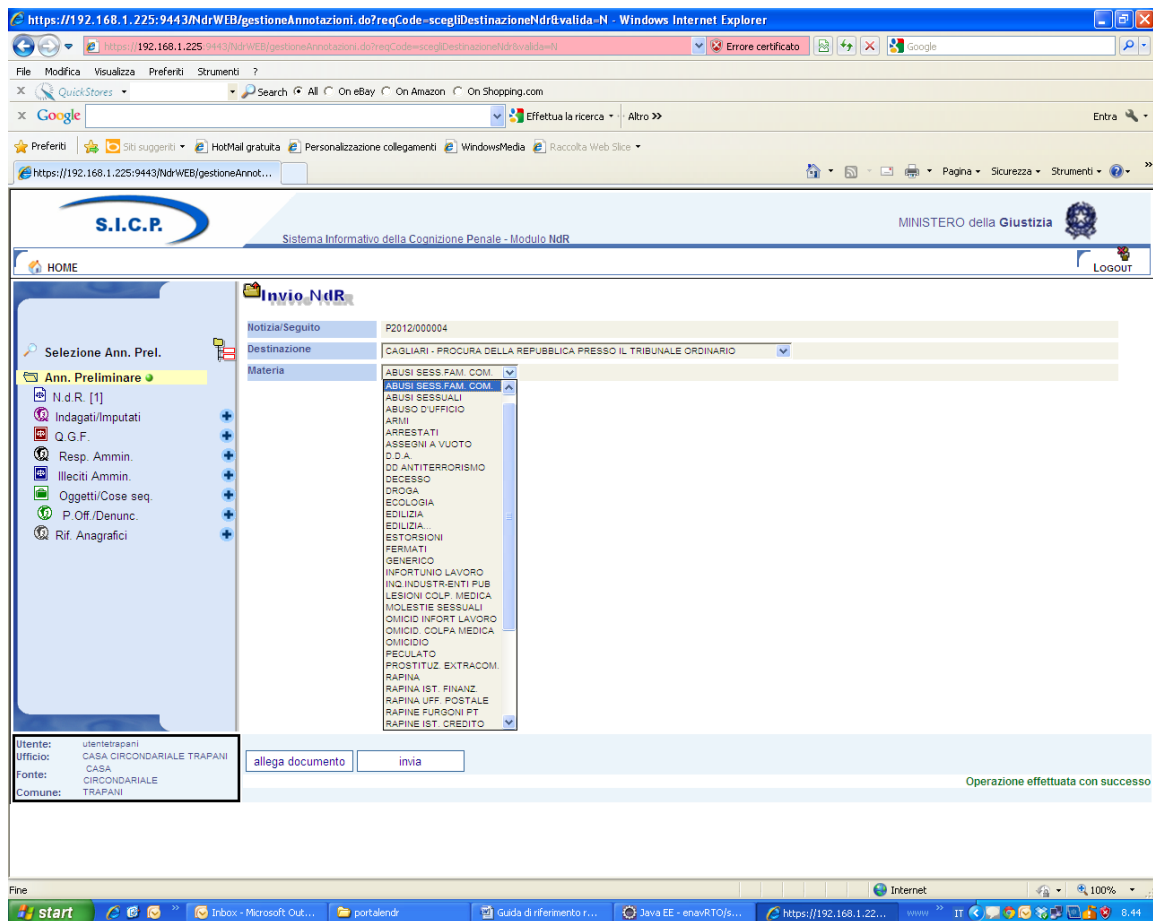 https://192.168.1.225:9443/NdrWEB/gestioneAnnotazioni.do?reqCode=scegliDestinazioneNdr&valida=N - Windows Internet Explorer
https://192.168.1.225:9443/NdrWEB/gestioneAnnotazioni.do?reqCode=scegliDestinazioneNdr&valida=N Errore certificato Google
File Modifica Visualizza Preferiti Strumenti ?
x QuickStores Search All On eBay On Amazon On Shopping.com
x Google Effettua la ricerca Altro >> Entra
Preferiti Siti suggeriti HotMail gratuita Personalizzazione collegamenti WindowsMedia Raccolta Web Slice
https://192.168.1.225:9443/NdrWEB/gestioneAnnot... Pagina Sicurezza Strumenti
S.I.C.P.
Sistema Informativo della Cognizione Penale - Modulo NdR
MINISTERO della Giustizia
HOME
LOGOUT
Invio NdR
Notizia/Seguito P2012/000004
Destinazione CAGLIARI - PROCURA DELLA REPUBBLICA PRESSO IL TRIBUNALE ORDINARIO
Materia ABUSI SESS.FAM. COM.
ABUSI SESS.FAM. COM.
ABUSI SESSUALI
ABUSO D'UFFICIO
ARMI
ARRESTATI
ASSEGNI A VUOTO
D.D.A.
DD ANTITERRORISMO
DECESSO
DROGA
ECOLOGIA
EDILIZIA
EDILIZIA...
ESTORSIONI
FERMATI
GENERICO
INFORTUNIO LAVORO
INQ.INDUSTR-ENTI PUB
LESIONI COLP. MEDICA
MOLESTIE SESSUALI
OMICID INFORT LAVORO
OMICID. COLPA MEDICA
OMICIDIO
PECULATO
PROSTITUZ. EXTRACOM.
RAPINA
RAPINA IST. FINANZ.
RAPINA UFF. POSTALE
RAPINE FURGONI PT
RAPINE IST. CREDITO
Selezione Ann. Prel.
Ann. Preliminare
N.d.R. [1]
Indagati/Imputati
Q.G.F.
Resp. Ammin.
Illeciti Ammin.
Oggetti/Cose seq.
P.Off./Denunc.
Rif. Anagrafici
Utente: utentetrapani
Ufficio: CASA CIRCONDARIALE TRAPANI
Fonte: CASA CIRCONDARIALE
Comune: TRAPANI
allega documento invia
Operazione effettuata con successo
Fine Internet 100%
start Inbox - Microsoft Out... portalendr Guida di riferimento r... Java EE - enavRTO/s... https://192.168.1.22... www IT 8.44